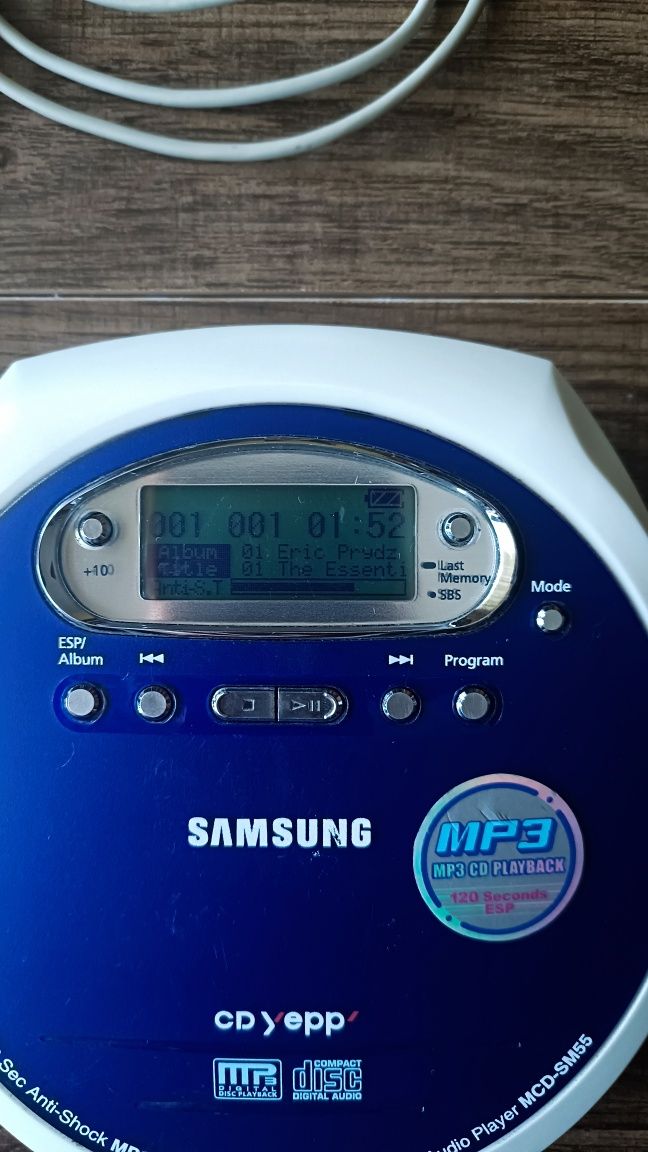 001 001 01:52
Album 01 Eric Prydz
Title 01 The Essenti
Anti-S.T
+10
Last
Memory
SBS
Mode
ESP/
Album
Program
SAMSUNG
MP3
MP3 CD PLAYBACK
120 Seconds
ESP
CD yepp'
MP3
DIGITAL
DISC PLAYBACK
COMPACT
disc
DIGITAL AUDIO
Sec Anti-Shock
Player MCD-SM55